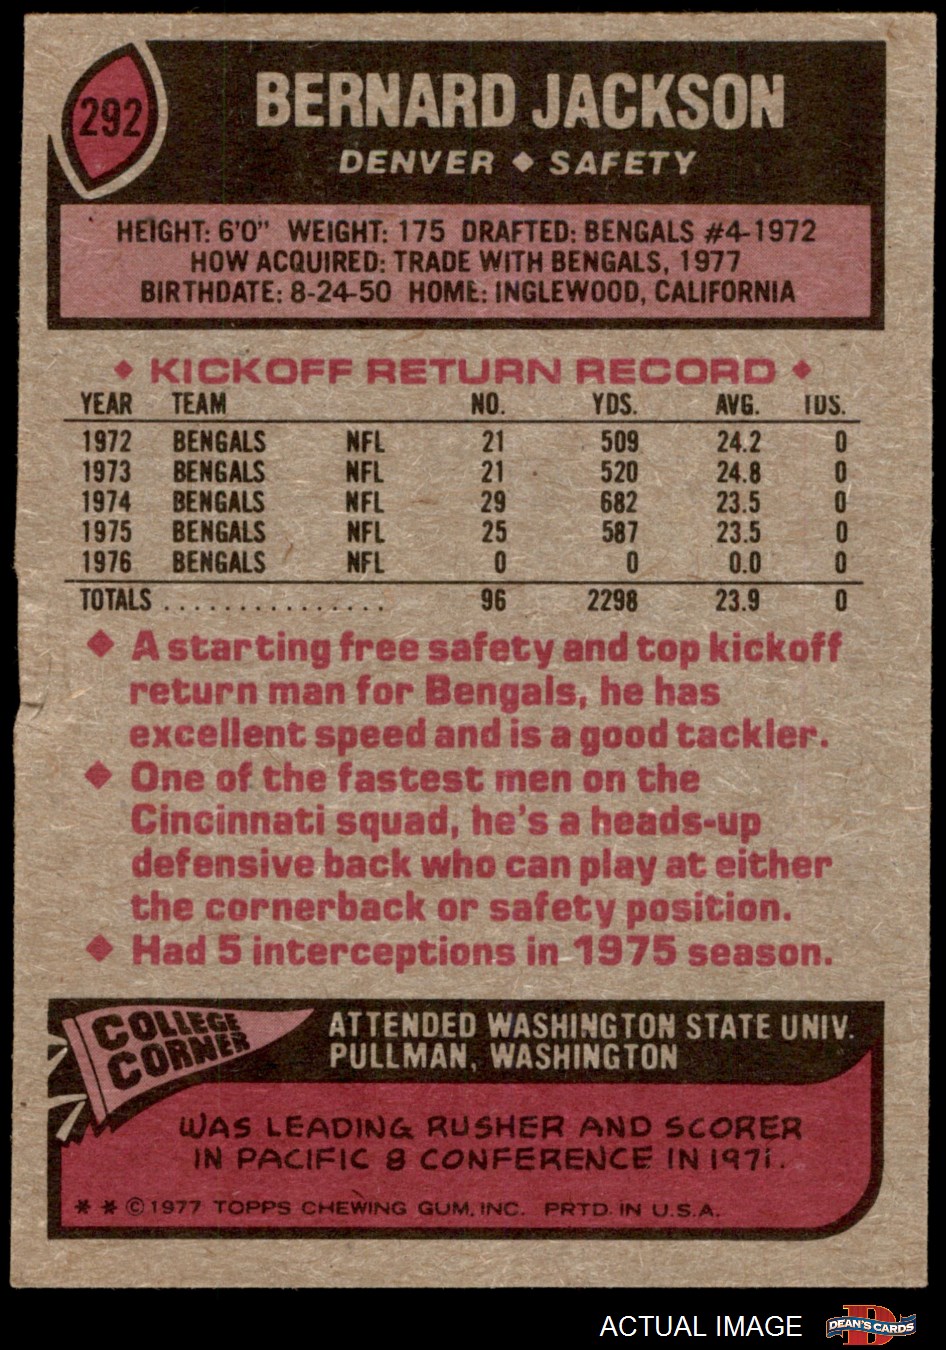 292
BERNARD JACKSON
DENVER ◆ SAFETY
HEIGHT: 6'0" WEIGHT: 175 DRAFTED: BENGALS #4-1972
HOW ACQUIRED: TRADE WITH BENGALS, 1977
BIRTHDATE: 8-24-50 HOME: INGLEWOOD, CALIFORNIA
◆ KICKOFF RETURN RECORD ◆
YEAR TEAM NO. YDS. AVG. TDS.
1972 BENGALS NFL 21 509 24.2 0
1973 BENGALS NFL 21 520 24.8 0
1974 BENGALS NFL 29 682 23.5 0
1975 BENGALS NFL 25 587 23.5 0
1976 BENGALS NFL 0 0 0.0 0
TOTALS ............... 96 2298 23.9 0
◆ A starting free safety and top kickoff
return man for Bengals, he has
excellent speed and is a good tackler.
◆ One of the fastest men on the
Cincinnati squad, he's a heads-up
defensive back who can play at either
the cornerback or safety position.
◆ Had 5 interceptions in 1975 season.
COLLEGE
CORNER
ATTENDED WASHINGTON STATE UNIV.
PULLMAN, WASHINGTON
WAS LEADING RUSHER AND SCORER
IN PACIFIC 8 CONFERENCE IN 1971.
* * © 1977 TOPPS CHEWING GUM, INC. PRTD. IN U.S.A.
ACTUAL IMAGE
DEAN'S CARDS